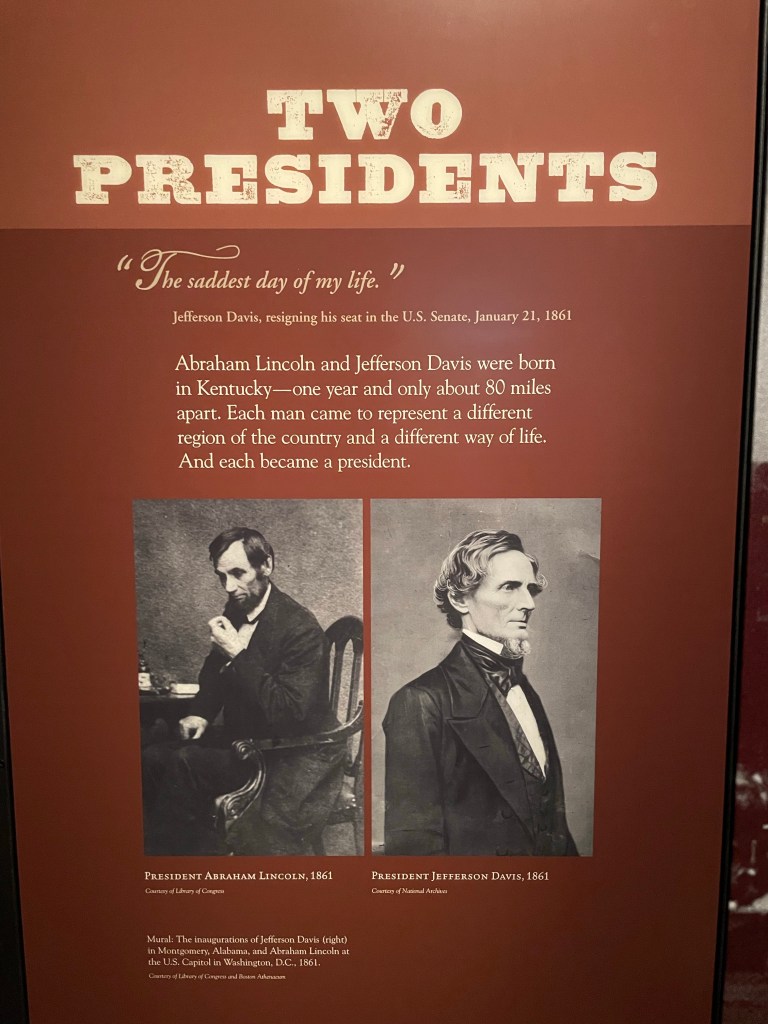 TWO
PRESIDENTS
“The saddest day of my life.”
Jefferson Davis, resigning his seat in the U.S. Senate, January 21, 1861
Abraham Lincoln and Jefferson Davis were born
in Kentucky—one year and only about 80 miles
apart. Each man came to represent a different
region of the country and a different way of life.
And each became a president.
President Abraham Lincoln, 1861
Courtesy of Library of Congress
President Jefferson Davis, 1861
Courtesy of National Archives
Mural: The inaugurations of Jefferson Davis (right)
in Montgomery, Alabama, and Abraham Lincoln at
the U.S. Capitol in Washington, D.C., 1861.
Courtesy of Library of Congress and Boston Athenaeum